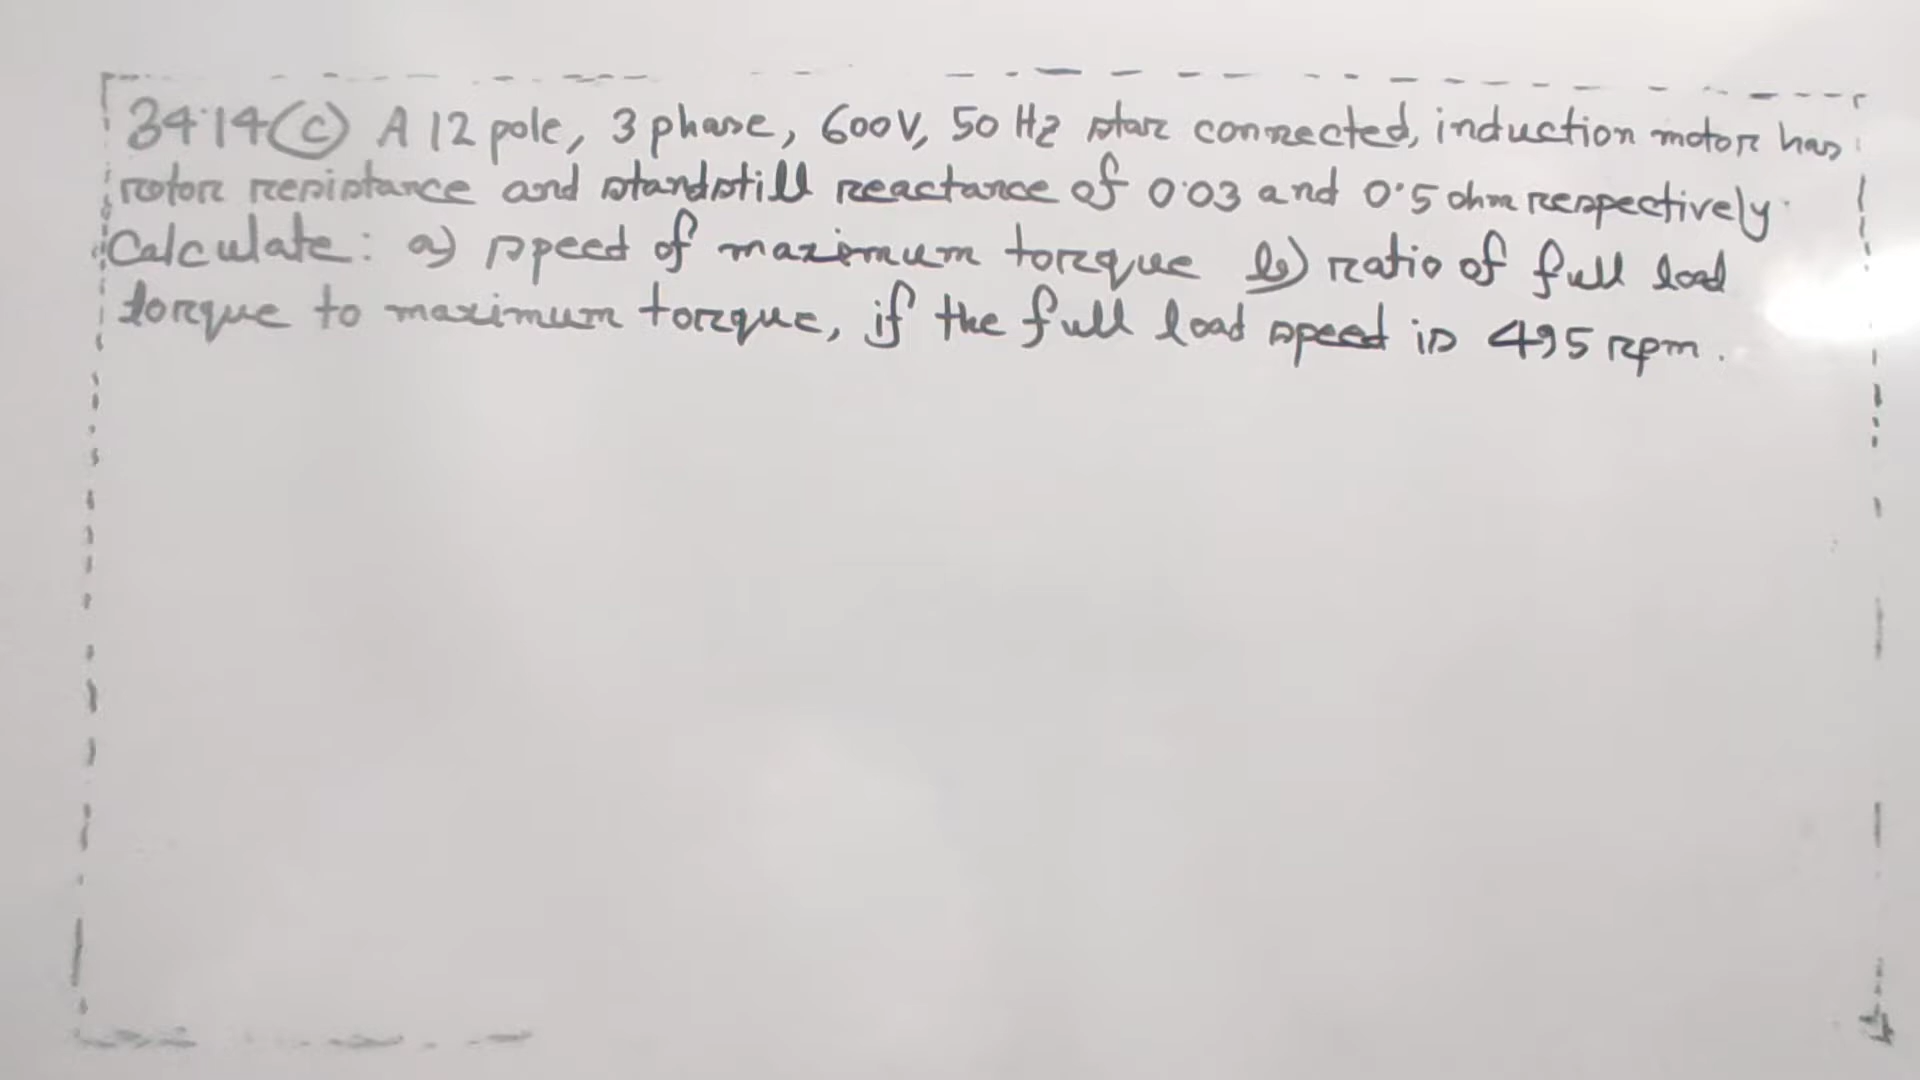 34.14(c) A 12 pole, 3 phase, 600V, 50 Hz star connected, induction motor has
rotor resistance and standstill reactance of 0.03 and 0.5 ohm respectively.
Calculate: a) speed of maximum torque b) ratio of full load
torque to maximum torque, if the full load speed is 495 rpm.